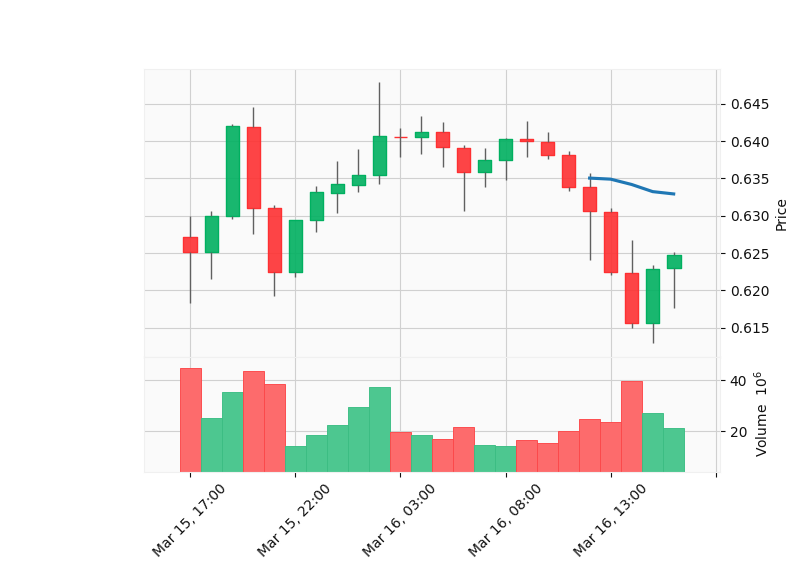 0.645
0.640
0.635
0.630
0.625
0.620
0.615
Price
40
20
Volume 10⁶
Mar 15, 17:00
Mar 15, 22:00
Mar 16, 03:00
Mar 16, 08:00
Mar 16, 13:00